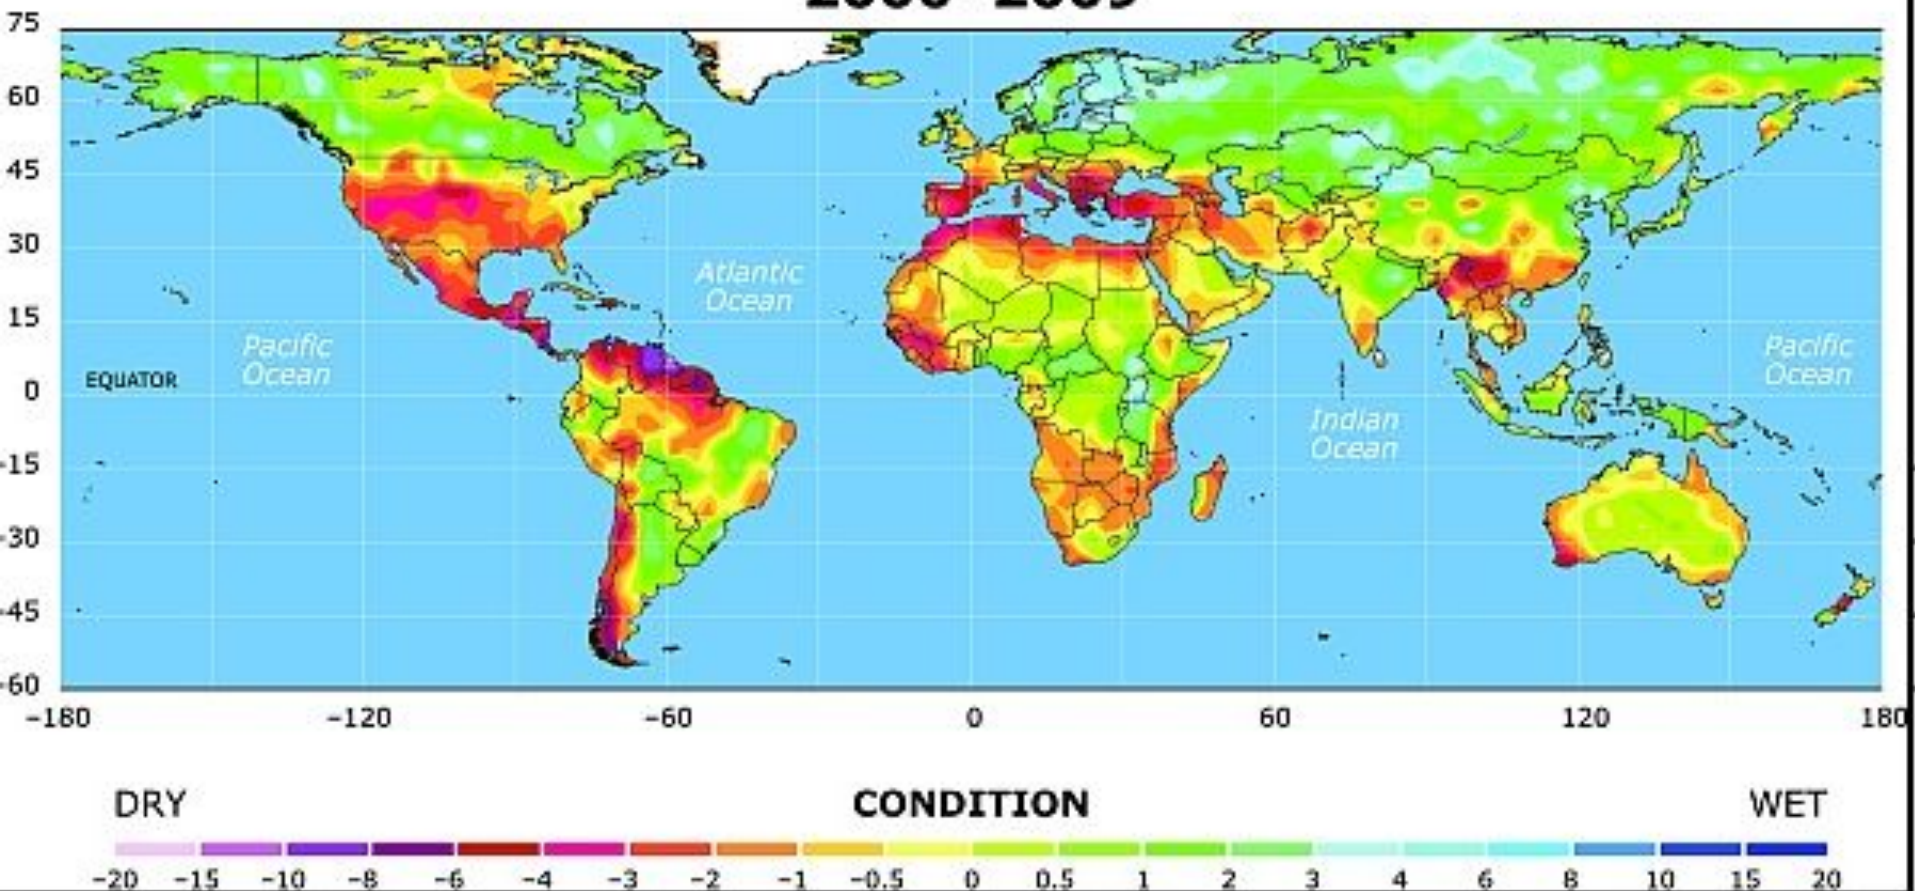 75
60
45
30
15
0
-15
-30
-45
-60
Atlantic
Ocean
Pacific
Ocean
EQUATOR
Indian
Ocean
Pacific
Ocean
-180 -120 -60 0 60 120 180
DRY CONDITION WET
-20 -15 -10 -8 -6 -4 -3 -2 -1 -0.5 0 0.5 1 2 3 4 6 8 10 15 20